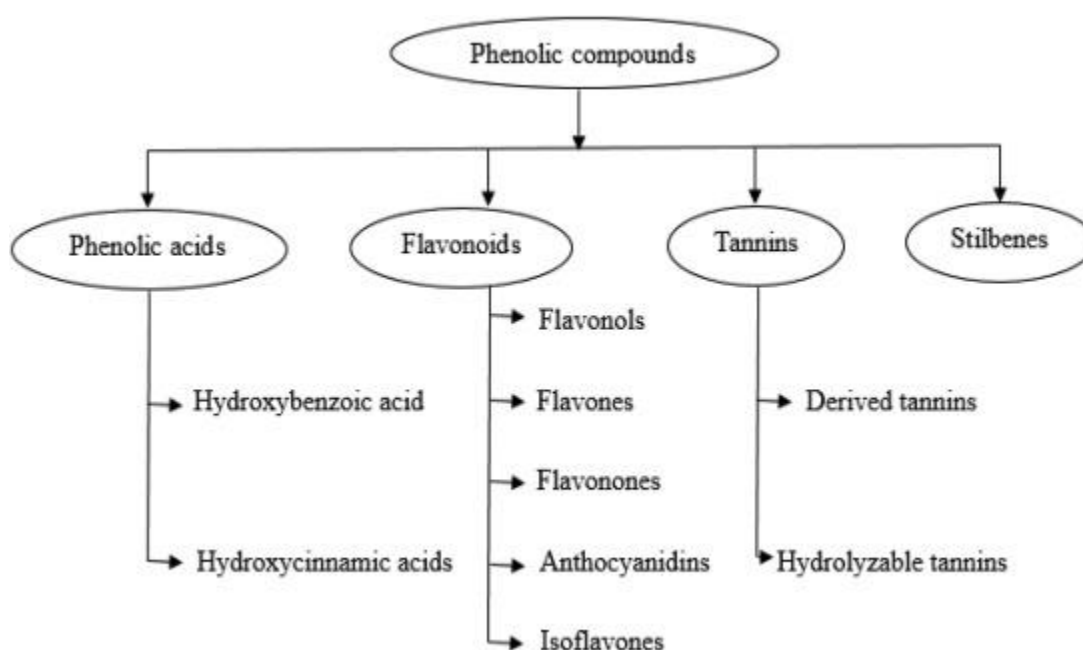 Phenolic compounds
Phenolic acids
Flavonoids
Tannins
Stilbenes
Flavonols
Hydroxybenzoic acid
Flavones
Derived tannins
Flavonones
Hydroxycinnamic acids
Anthocyanidins
Hydrolyzable tannins
Isoflavones